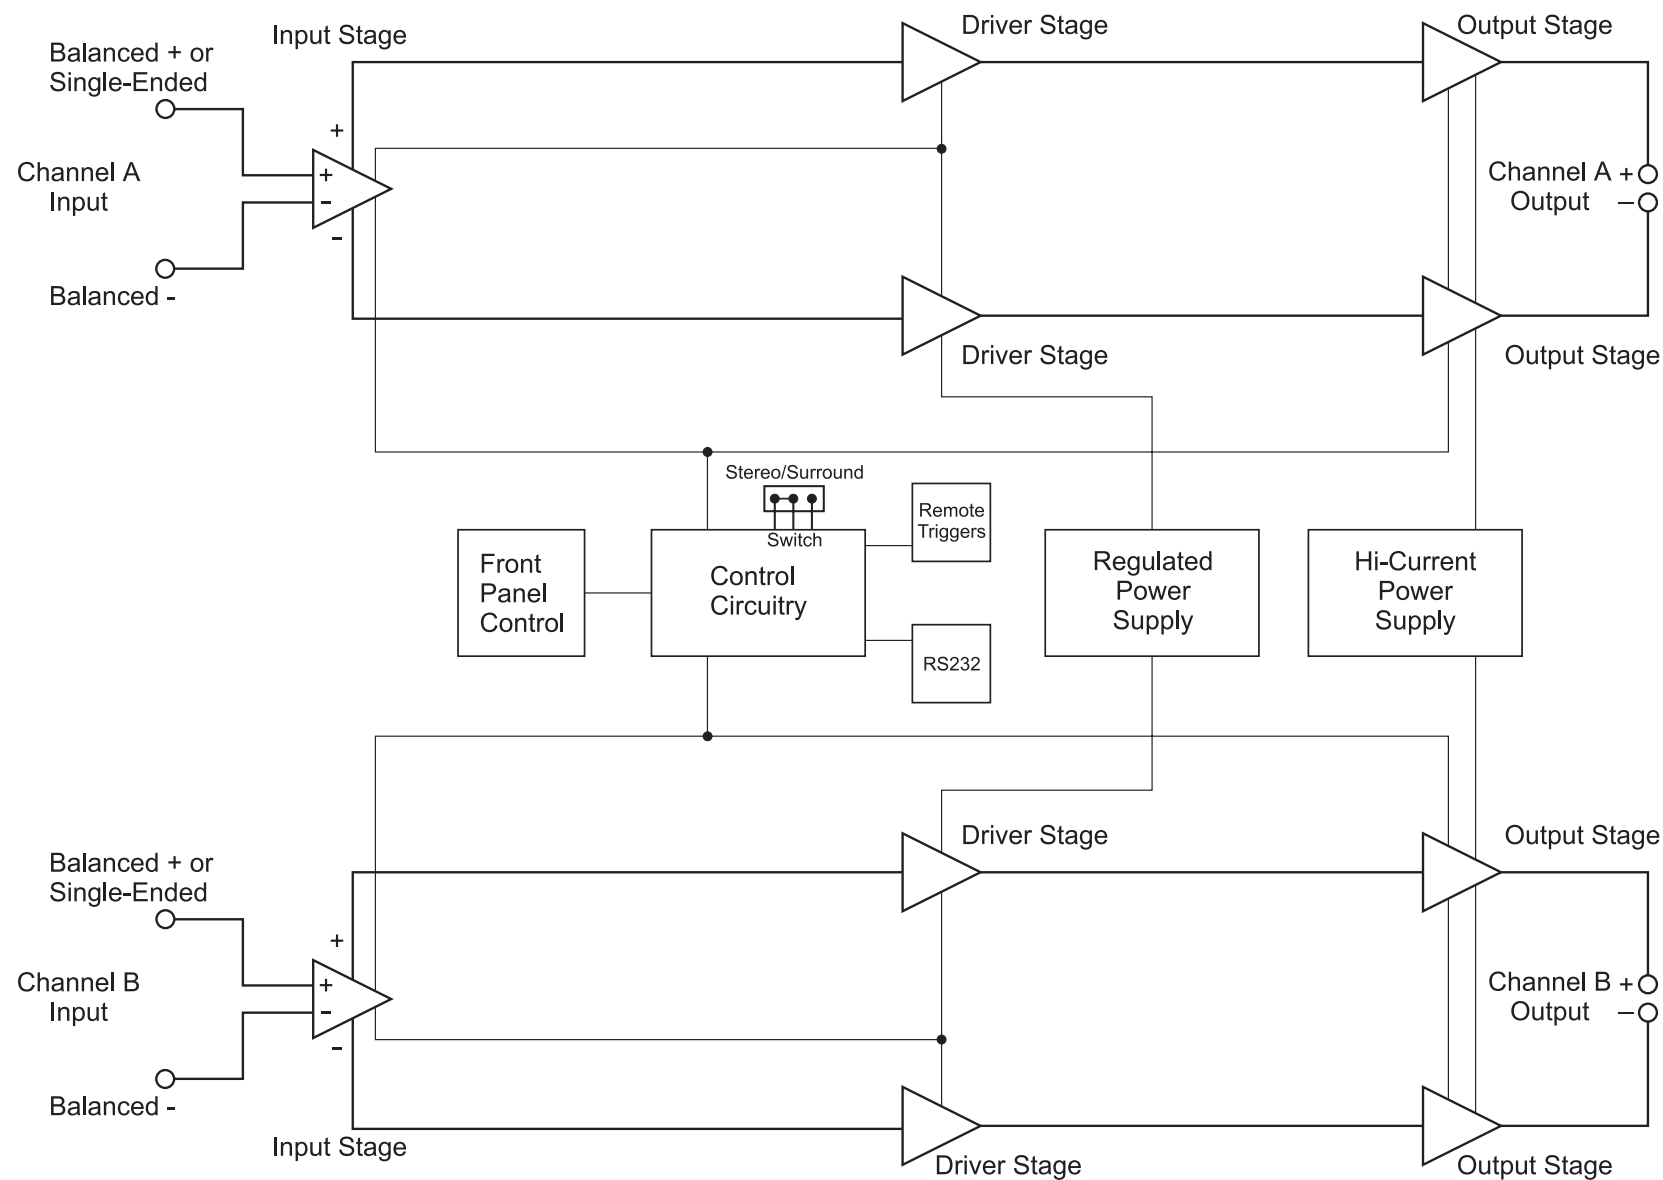 Input Stage
Driver Stage
Output Stage
Balanced + or
Single-Ended
+
Channel A
Input
+
-
-
Balanced -
Channel A +
Output –
Driver Stage
Output Stage
Stereo/Surround
Switch
Remote
Triggers
Front
Panel
Control
Control
Circuitry
RS232
Regulated
Power
Supply
Hi-Current
Power
Supply
Driver Stage
Output Stage
Balanced + or
Single-Ended
+
Channel B
Input
+
-
-
Balanced -
Channel B +
Output –
Input Stage
Driver Stage
Output Stage